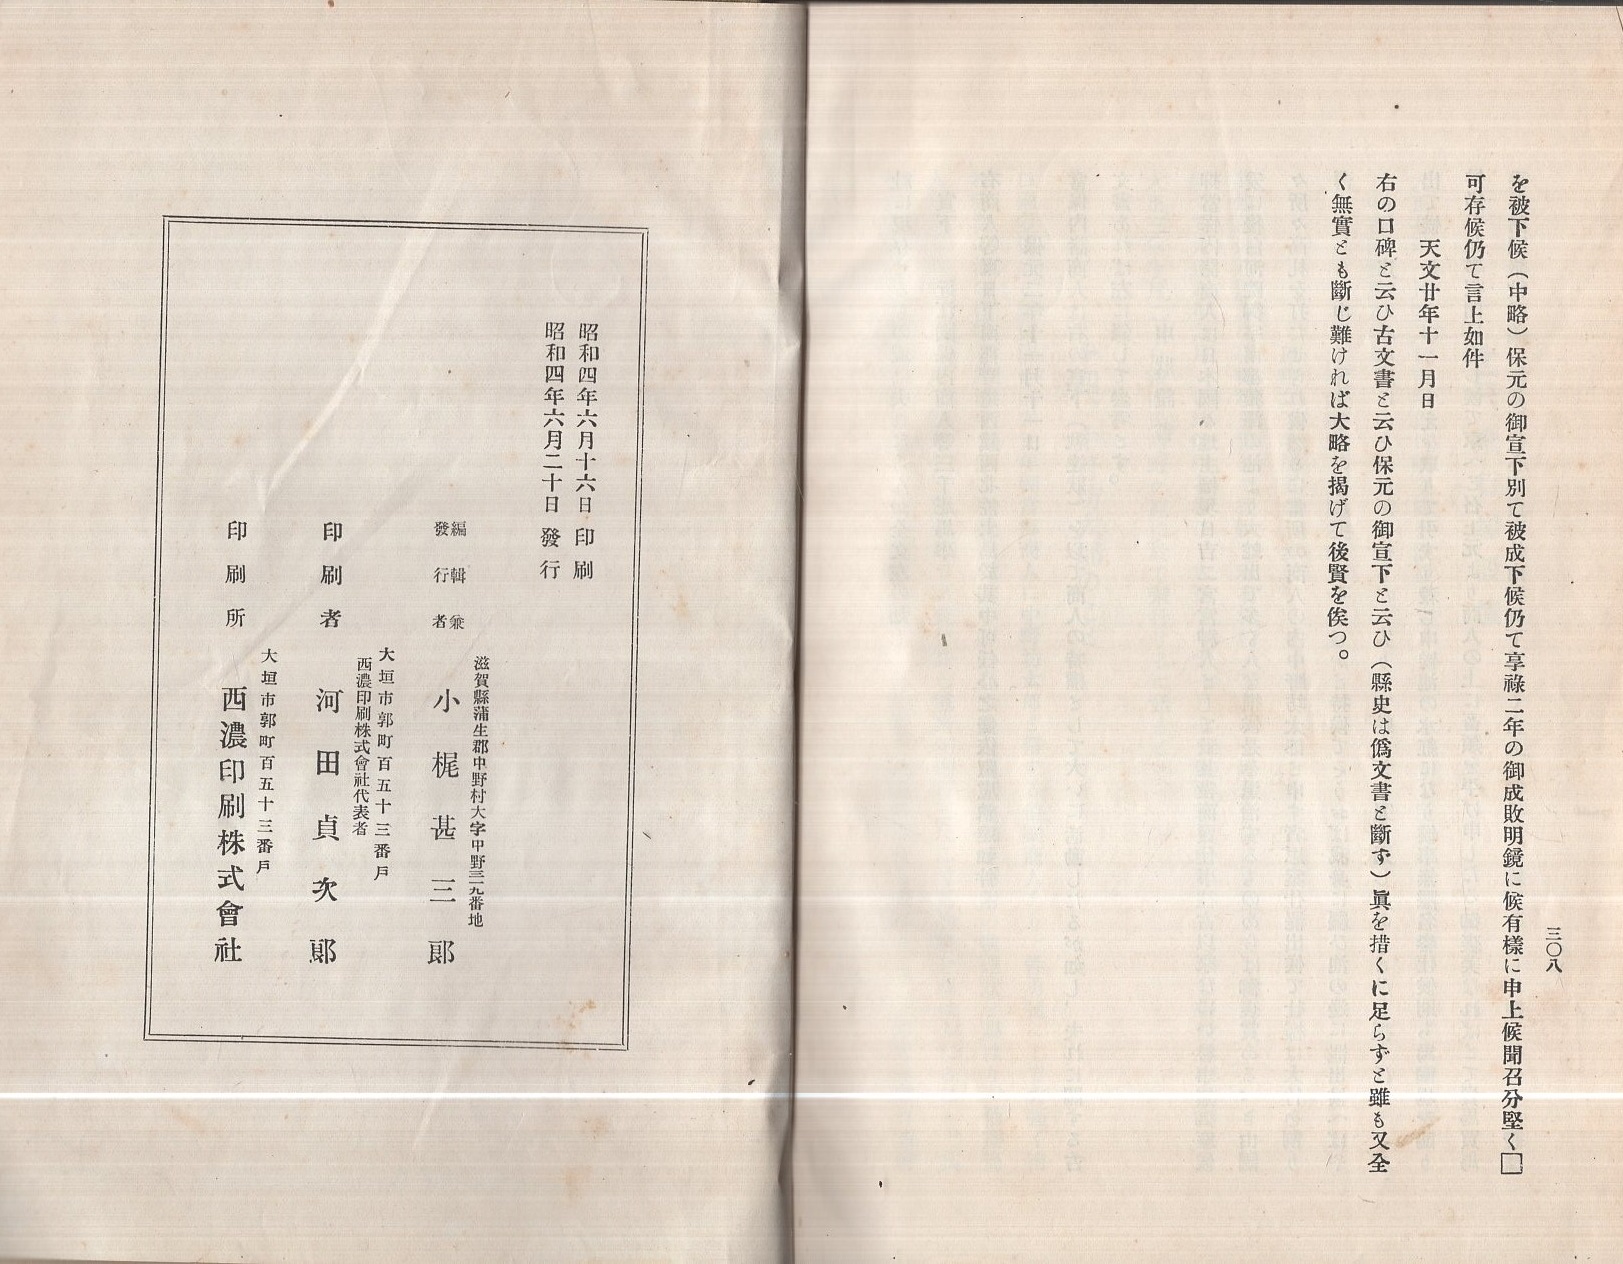 三〇八
を被下候（中略）保元の御宣下別て被成下候仍て享祿二年の御成敗明鏡に候有樣に申上候聞召分堅く□
可存候仍て言上如件
天文廿年十一月日
右の口碑と云ひ古文書と云ひ保元の御宣下と云ひ（縣史は僞文書と斷ず）眞を措くに足らずと雖も又全
く無實とも斷じ難ければ大略を揭げて後賢を俟つ。
昭和四年六月十六日 印刷
昭和四年六月二十日 發行
滋賀縣蒲生郡中野村大字中野三九番地
編輯兼
發行者
小梶甚三郞
大垣市郭町百五十三番戶
西濃印刷株式會社代表者
印刷者 河田貞次郞
大垣市郭町百五十三番戶
印刷所 西濃印刷株式會社